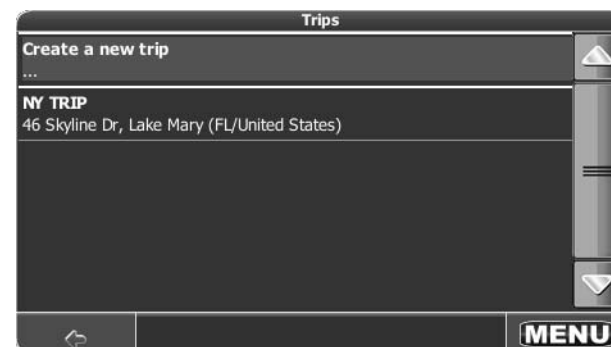 Trips
Create a new trip
...
NY TRIP
46 Skyline Dr, Lake Mary (FL/United States)
MENU